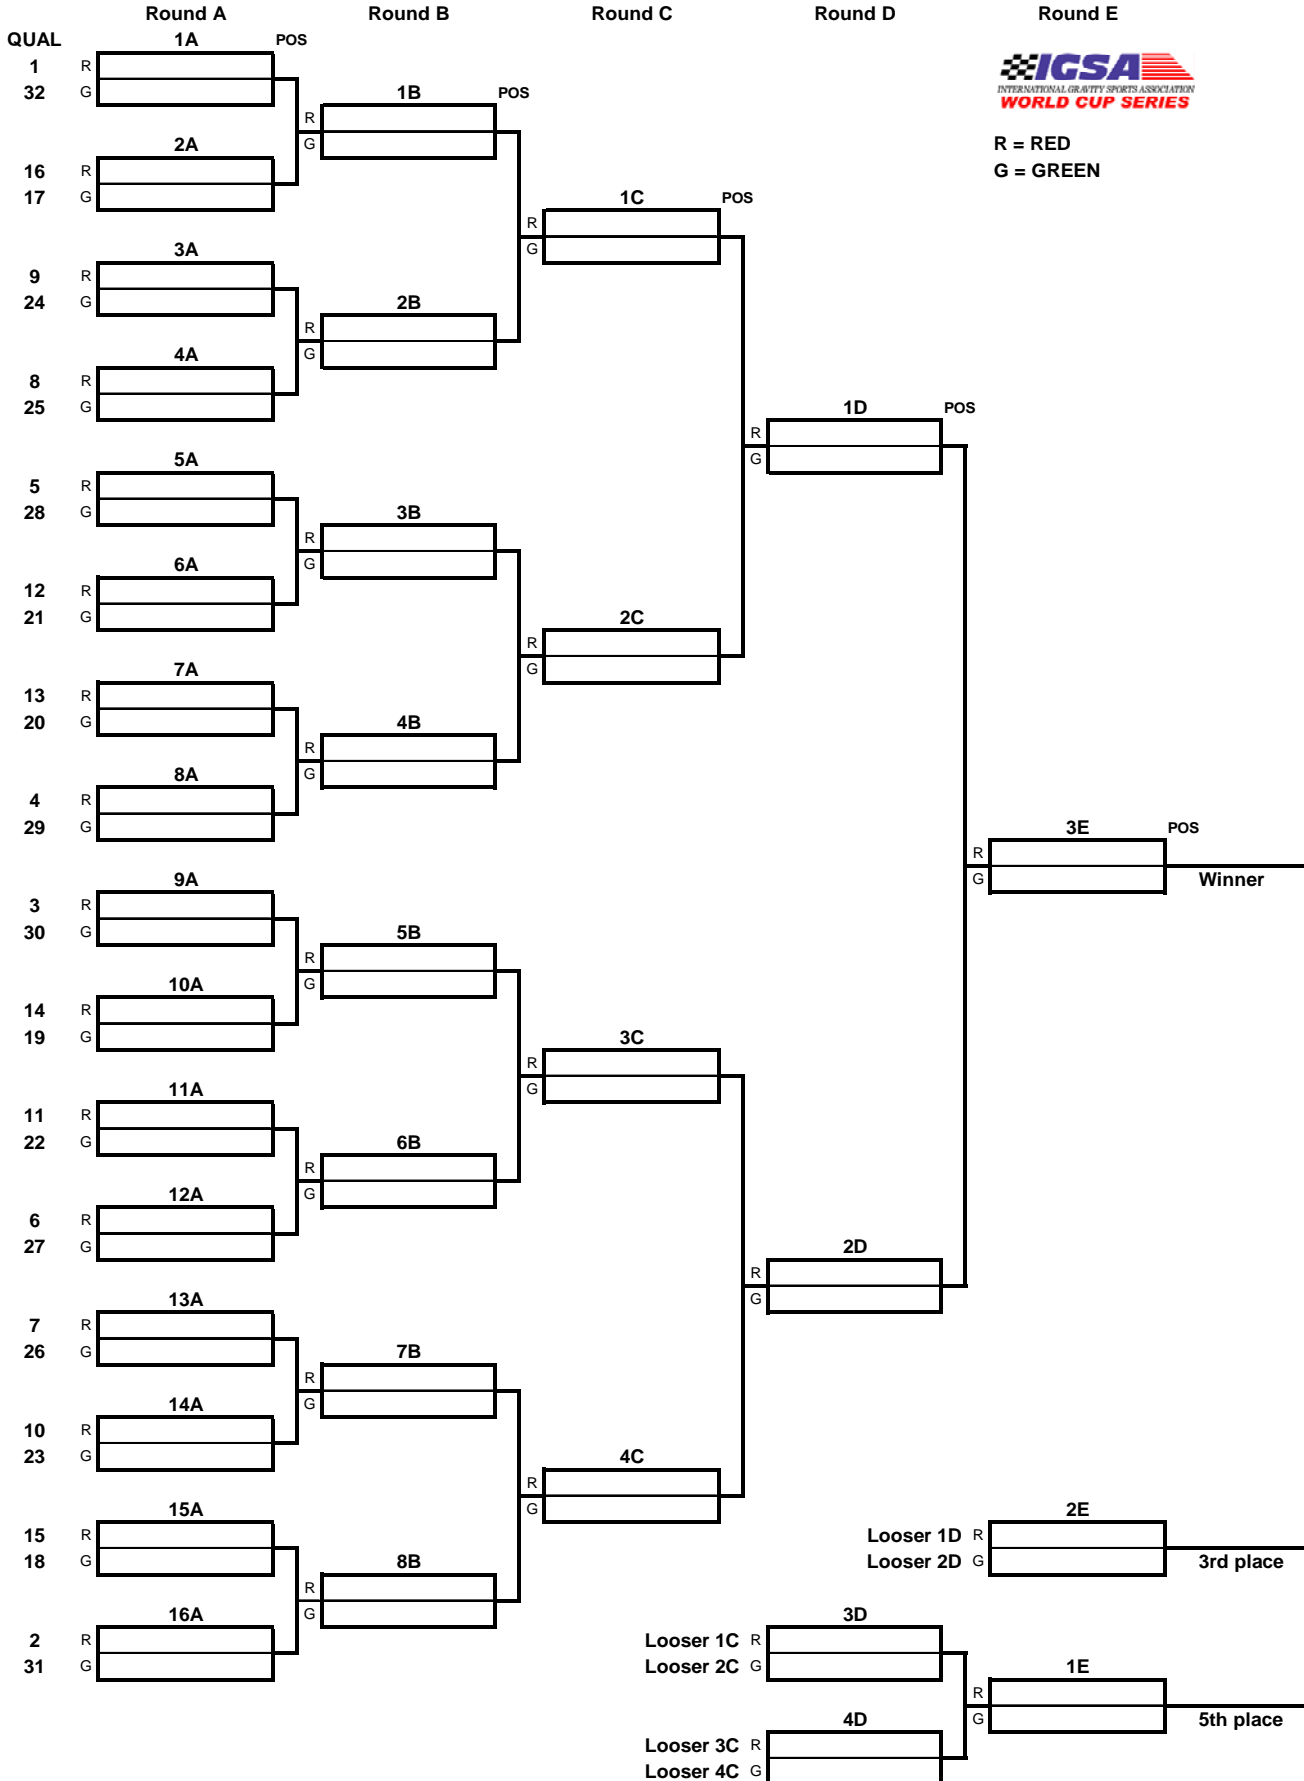 Round A Round B Round C Round D Round E
QUAL 1A POS
1 R
32 G
1B POS
R
G
2A
16 R
17 G
IGSA
INTERNATIONAL GRAVITY SPORTS ASSOCIATION
WORLD CUP SERIES
R = RED
G = GREEN
1C POS
R
G
3A
9 R
24 G
2B
R
G
4A
8 R
25 G
1D POS
R
G
5A
5 R
28 G
3B
R
G
6A
12 R
21 G
2C
R
G
7A
13 R
20 G
4B
R
G
8A
4 R
29 G
3E POS
R
G Winner
9A
3 R
30 G
5B
R
G
10A
14 R
19 G
3C
R
G
11A
11 R
22 G
6B
R
G
12A
6 R
27 G
2D
R
G
13A
7 R
26 G
7B
R
G
14A
10 R
23 G
4C
R
G
15A
15 R
18 G
8B
R
G
16A
2 R
31 G
2E
Looser 1D R
Looser 2D G 3rd place
3D
Looser 1C R
Looser 2C G
1E
R
G 5th place
4D
Looser 3C R
Looser 4C G